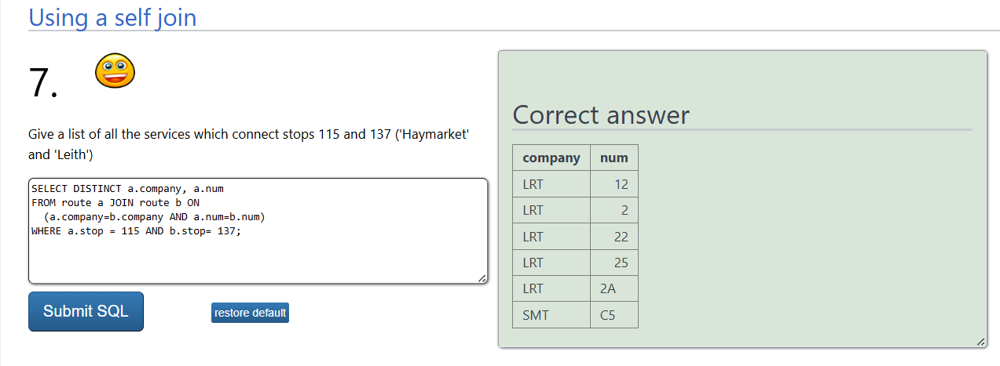 Using a self join
7.
Give a list of all the services which connect stops 115 and 137 ('Haymarket'
and 'Leith')
SELECT DISTINCT a.company, a.num
FROM route a JOIN route b ON
  (a.company=b.company AND a.num=b.num)
WHERE a.stop = 115 AND b.stop= 137;
Submit SQL
restore default
Correct answer
company num
LRT 12
LRT 2
LRT 22
LRT 25
LRT 2A
SMT C5